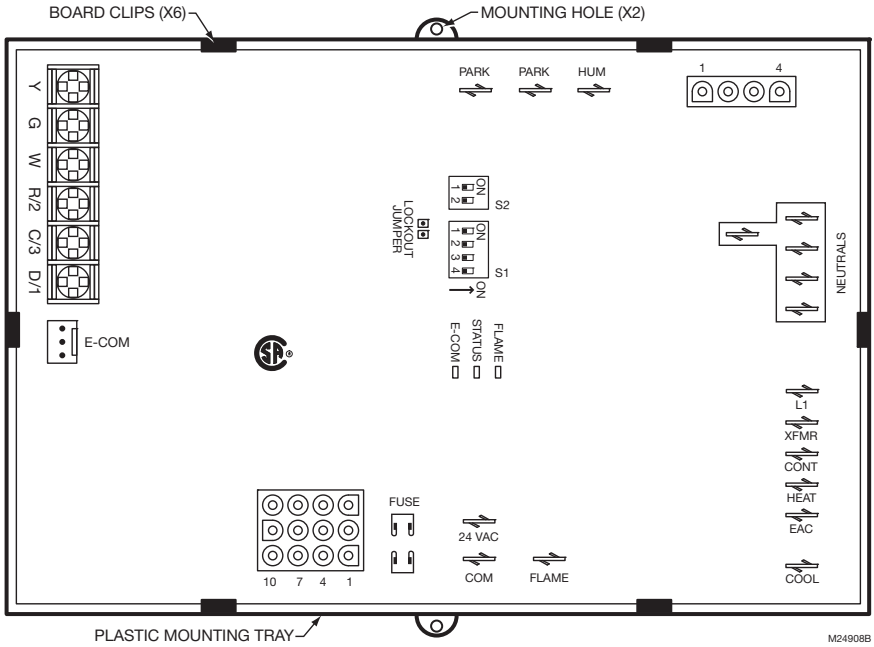 BOARD CLIPS (X6)
MOUNTING HOLE (X2)
PARK
PARK
HUM
1 4
Y
G
W
R/2
C/3
D/1
LOCKOUT
JUMPER
ON
1
2
S2
ON
1
2
3
4
S1
ON
NEUTRALS
E-COM
SA ®
E-COM
STATUS
FLAME
L1
XFMR
CONT
HEAT
EAC
COOL
FUSE
24 VAC
COM
FLAME
10 7 4 1
PLASTIC MOUNTING TRAY
M24908B